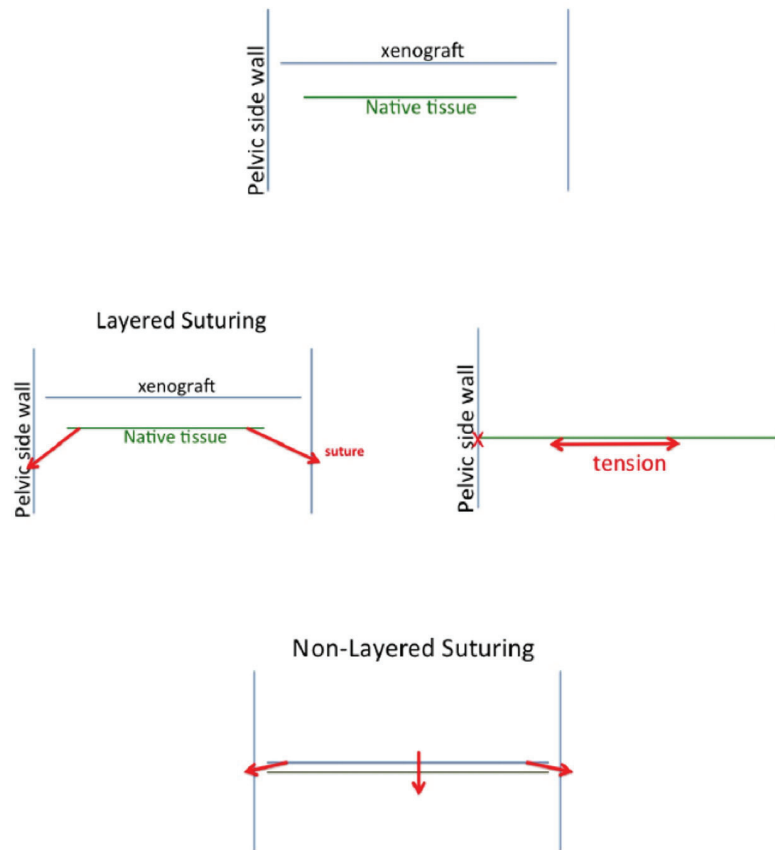 Pelvic side wall
xenograft
Native tissue
Layered Suturing
Pelvic side wall
xenograft
Native tissue
suture
Pelvic side wall
X
tension
Non-Layered Suturing